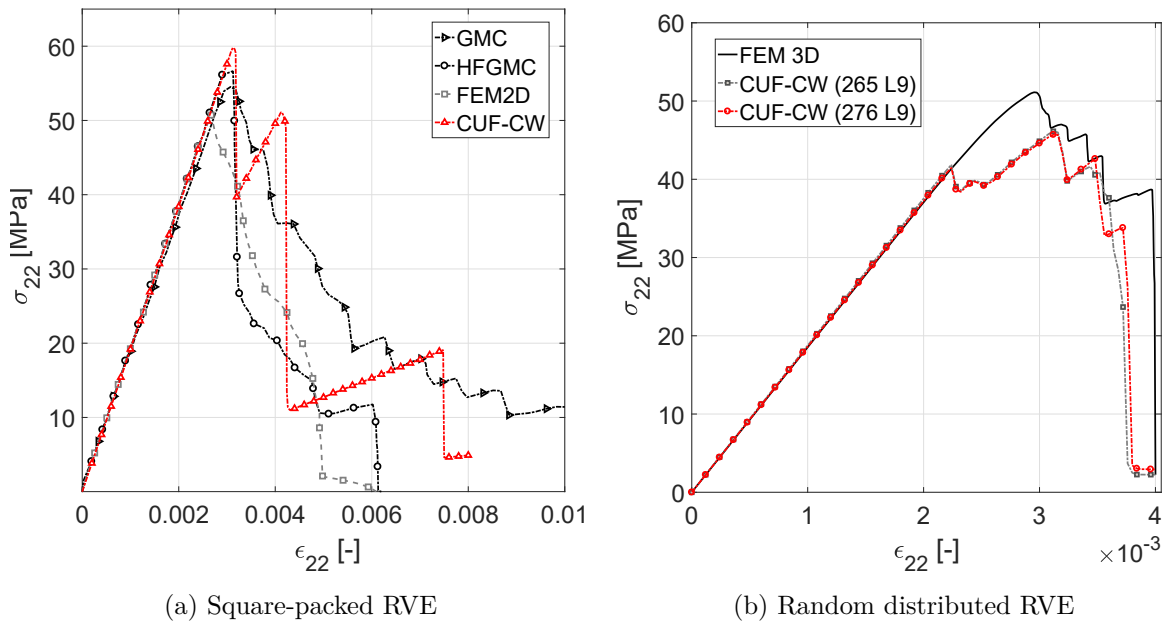 60
50
40
30
20
10
σ22 [MPa]
GMC
HFGMC
FEM2D
CUF-CW
0
0.002
0.004
0.006
0.008
0.01
ϵ22 [-]
(a) Square-packed RVE
60
50
40
30
20
10
0
σ22 [MPa]
FEM 3D
CUF-CW (265 L9)
CUF-CW (276 L9)
0
1
2
3
4
ϵ22 [-]
×10-3
(b) Random distributed RVE